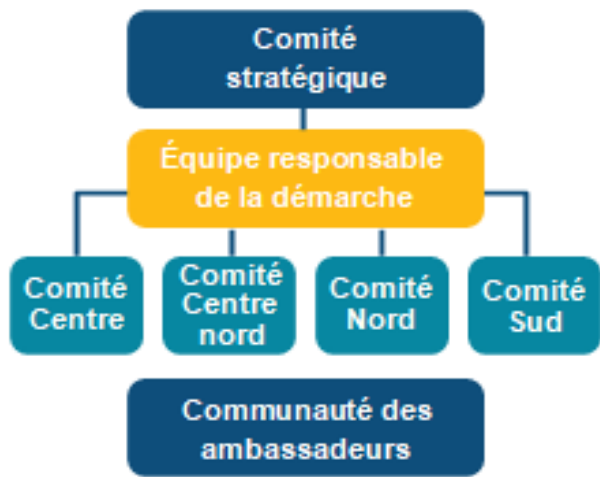 Comité
stratégique
Équipe responsable
de la démarche
Comité
Centre
Comité
Centre
nord
Comité
Nord
Comité
Sud
Communauté des
ambassadeurs